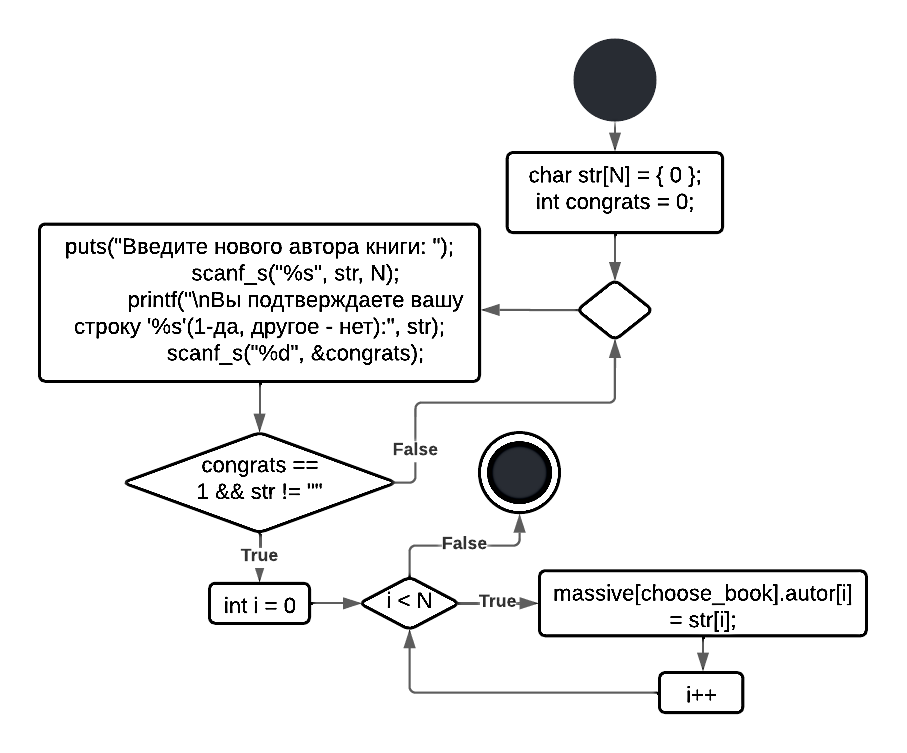 char str[N] = { 0 };
int congrats = 0;
puts("Введите нового автора книги: ");
scanf_s("%s", str, N);
printf("\nВы подтверждаете вашу
строку '%s'(1-да, другое - нет):", str);
scanf_s("%d", &congrats);
congrats ==
1 && str != ""
False
True
int i = 0
i < N
False
True
massive[choose_book].autor[i]
= str[i];
i++